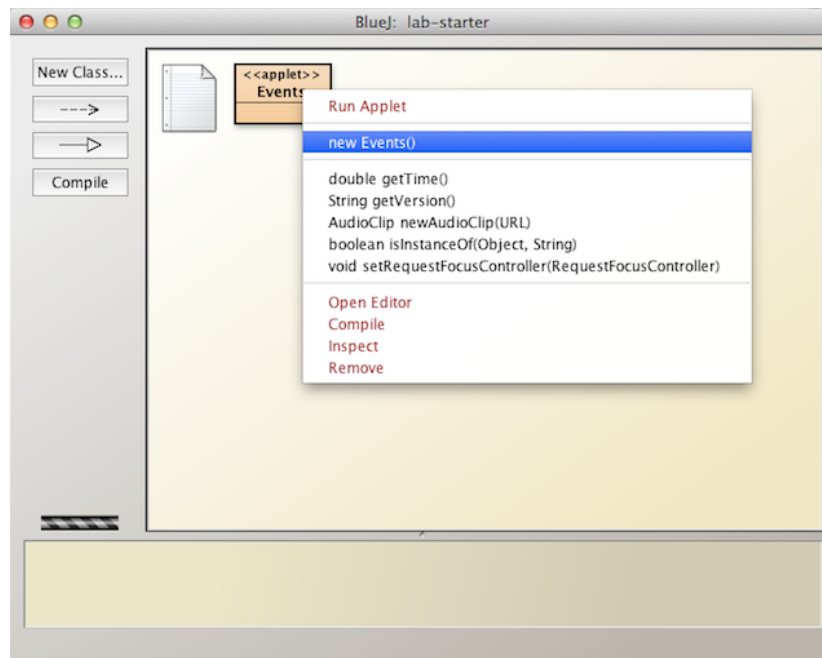 BlueJ: lab-starter
New Class...
Compile
<<applet>>
Events
Run Applet
new Events()
double getTime()
String getVersion()
AudioClip newAudioClip(URL)
boolean isInstanceOf(Object, String)
void setRequestFocusController(RequestFocusController)
Open Editor
Compile
Inspect
Remove